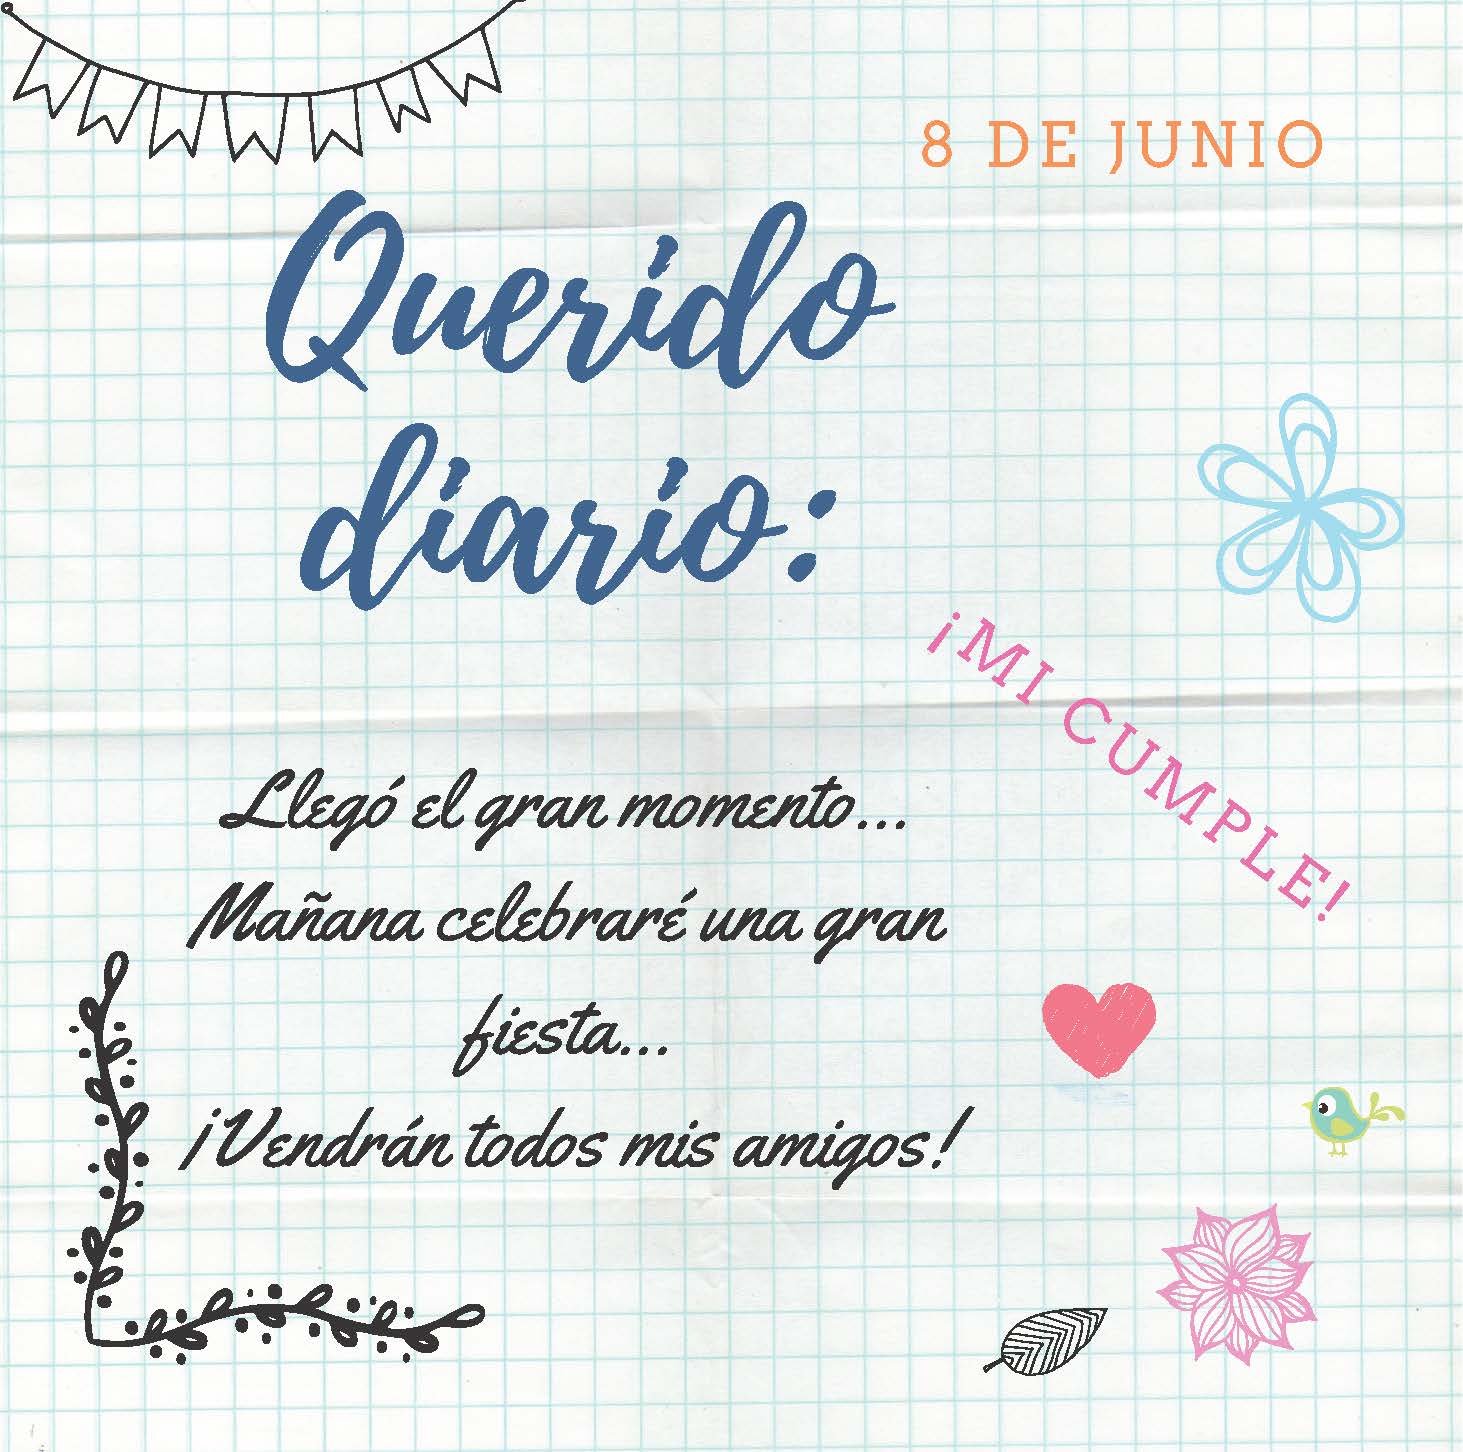 8 DE JUNIO
Querido
diario:
¡MI CUMPLE!
Llegó el gran momento...
Mañana celebraré una gran
fiesta...
¡Vendrán todos mis amigos!